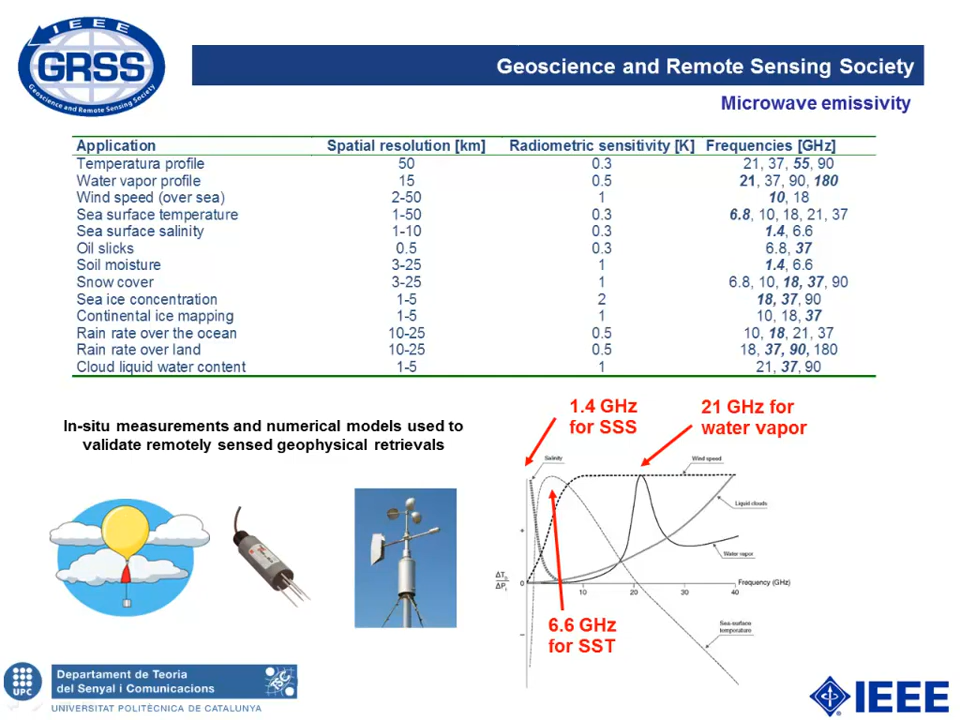 IEEE
GRSS
Geoscience and Remote Sensing Society
Geoscience and Remote Sensing Society
Microwave emissivity
Application Spatial resolution [km] Radiometric sensitivity [K] Frequencies [GHz]
Temperatura profile 50 0.3 21, 37, 55, 90
Water vapor profile 15 0.5 21, 37, 90, 180
Wind speed (over sea) 2-50 1 10, 18
Sea surface temperature 1-50 0.3 6.8, 10, 18, 21, 37
Sea surface salinity 1-10 0.3 1.4, 6.6
Oil slicks 0.5 0.3 6.8, 37
Soil moisture 3-25 1 1.4, 6.6
Snow cover 3-25 1 6.8, 10, 18, 37, 90
Sea ice concentration 1-5 2 18, 37, 90
Continental ice mapping 1-5 1 10, 18, 37
Rain rate over the ocean 10-25 0.5 10, 18, 21, 37
Rain rate over land 10-25 0.5 18, 37, 90, 180
Cloud liquid water content 1-5 1 21, 37, 90
In-situ measurements and numerical models used to
validate remotely sensed geophysical retrievals
1.4 GHz
for SSS
21 GHz for
water vapor
Salinity
Wind speed
Liquid clouds
+
Water vapor
ΔT
ΔP
0
Frequency (GHz)
10 20 30 40
−
6.6 GHz
for SST
Sea-surface
temperature
UPC
Departament de Teoria
del Senyal i Comunicacions
TSC
UNIVERSITAT POLITÈCNICA DE CATALUNYA
IEEE